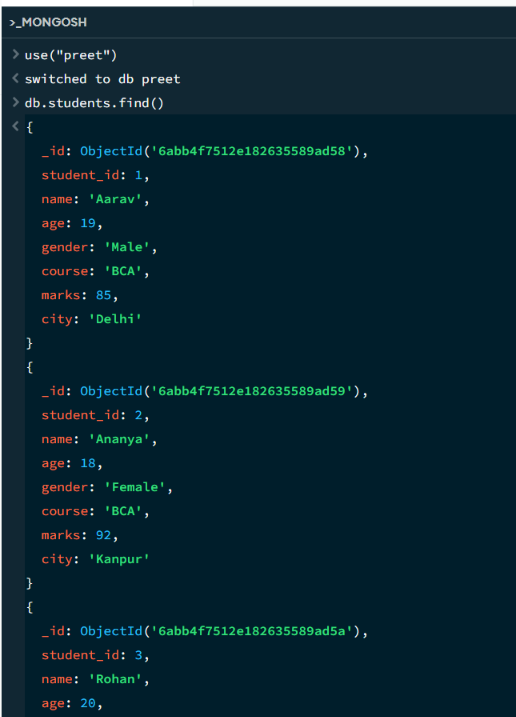 >_MONGOSH
> use("preet")
< switched to db preet
> db.students.find()
< {
_id: ObjectId('6abb4f7512e182635589ad58'),
student_id: 1,
name: 'Aarav',
age: 19,
gender: 'Male',
course: 'BCA',
marks: 85,
city: 'Delhi'
}
{
_id: ObjectId('6abb4f7512e182635589ad59'),
student_id: 2,
name: 'Ananya',
age: 18,
gender: 'Female',
course: 'BCA',
marks: 92,
city: 'Kanpur'
}
{
_id: ObjectId('6abb4f7512e182635589ad5a'),
student_id: 3,
name: 'Rohan',
age: 20,